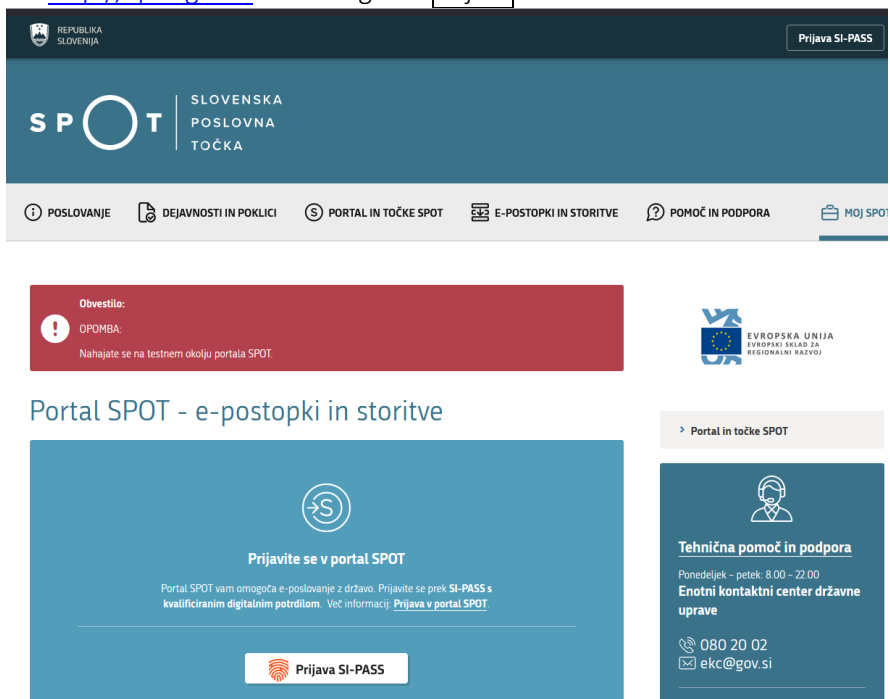 REPUBLIKA
SLOVENIJA
Prijava SI-PASS
SPOT
SLOVENSKA
POSLOVNA
TOČKA
POSLOVANJE
DEJAVNOSTI IN POKLICI
PORTAL IN TOČKE SPOT
E-POSTOPKI IN STORITVE
POMOČ IN PODPORA
MOJ SPOT
Obvestilo:
OPOMBA:
Nahajate se na testnem okolju portala SPOT.
EVROPSKA UNIJA
EVROPSKI SKLAD ZA
REGIONALNI RAZVOJ
Portal SPOT - e-postopki in storitve
Prijavite se v portal SPOT
Portal SPOT vam omogoča e-poslovanje z državo. Prijavite se prek SI-PASS s
kvalificiranim digitalnim potrdilom. Več informacij: Prijava v portal SPOT.
Prijava SI-PASS
Portal in točke SPOT
Tehnična pomoč in podpora
Ponedeljek – petek: 8.00 – 22.00
Enotni kontaktni center državne
uprave
080 20 02
ekc@gov.si